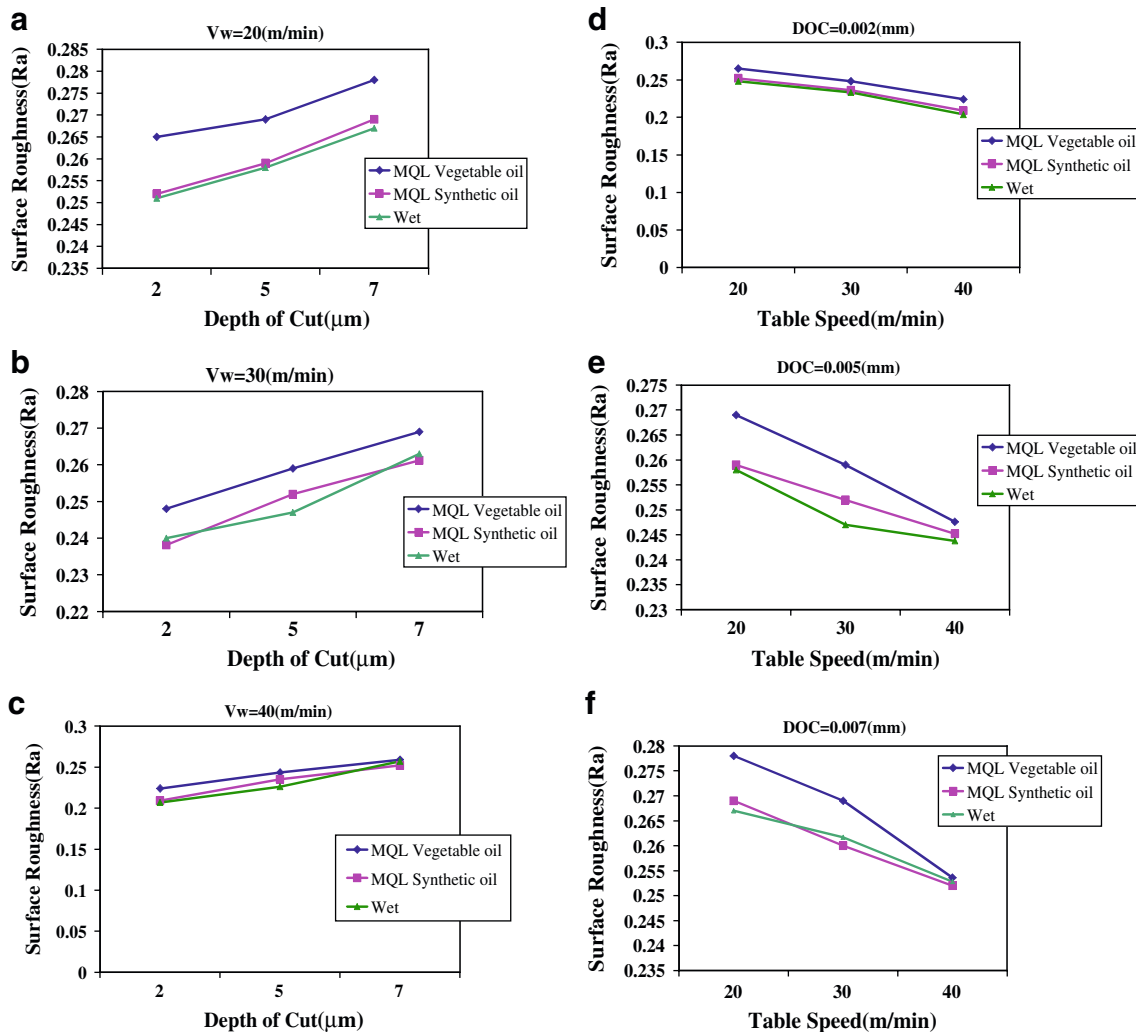 a
Vw=20(m/min)
Surface Roughness(Ra)
0.285
0.28
0.275
0.27
0.265
0.26
0.255
0.25
0.245
0.24
0.235
2 5 7
Depth of Cut(μm)
MQL Vegetable oil
MQL Synthetic oil
Wet
b
Vw=30(m/min)
Surface Roughness(Ra)
0.28
0.27
0.26
0.25
0.24
0.23
0.22
2 5 7
Depth of Cut(μm)
MQL Vegetable oil
MQL Synthetic oil
Wet
c
Vw=40(m/min)
Surface Roughness(Ra)
0.3
0.25
0.2
0.15
0.1
0.05
0
2 5 7
Depth of Cut(μm)
MQL Vegetable oil
MQL Synthetic oil
Wet
d
DOC=0.002(mm)
Surface Roughness(Ra)
0.3
0.25
0.2
0.15
0.1
0.05
0
20 30 40
Table Speed(m/min)
MQL Vegetable oil
MQL Synthetic oil
Wet
e
DOC=0.005(mm)
Surface Roughness(Ra)
0.275
0.27
0.265
0.26
0.255
0.25
0.245
0.24
0.235
0.23
20 30 40
Table Speed(m/min)
MQL Vegetable oil
MQL Synthetic oil
Wet
f
DOC=0.007(mm)
Surface Roughness(Ra)
0.28
0.275
0.27
0.265
0.26
0.255
0.25
0.245
0.24
0.235
20 30 40
Table Speed(m/min)
MQL Vegetable oil
MQL Synthetic oil
Wet